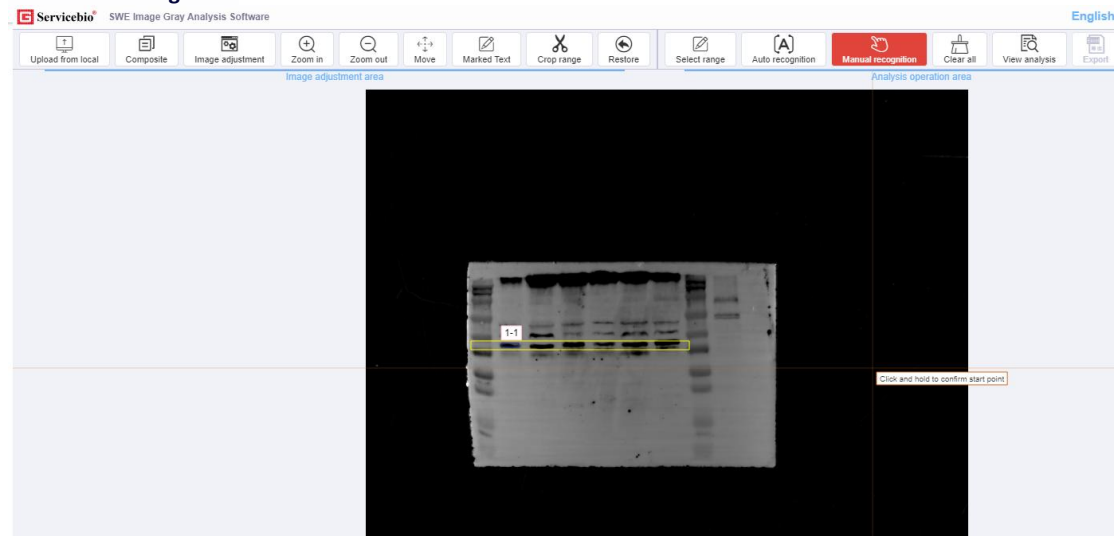 Servicebio® SWE Image Gray Analysis Software English
Upload from local Composite Image adjustment Zoom in Zoom out Move Marked Text Crop range Restore Select range Auto recognition Manual recognition Clear all View analysis Export
Image adjustment area Analysis operation area
1-1
Click and hold to confirm start point